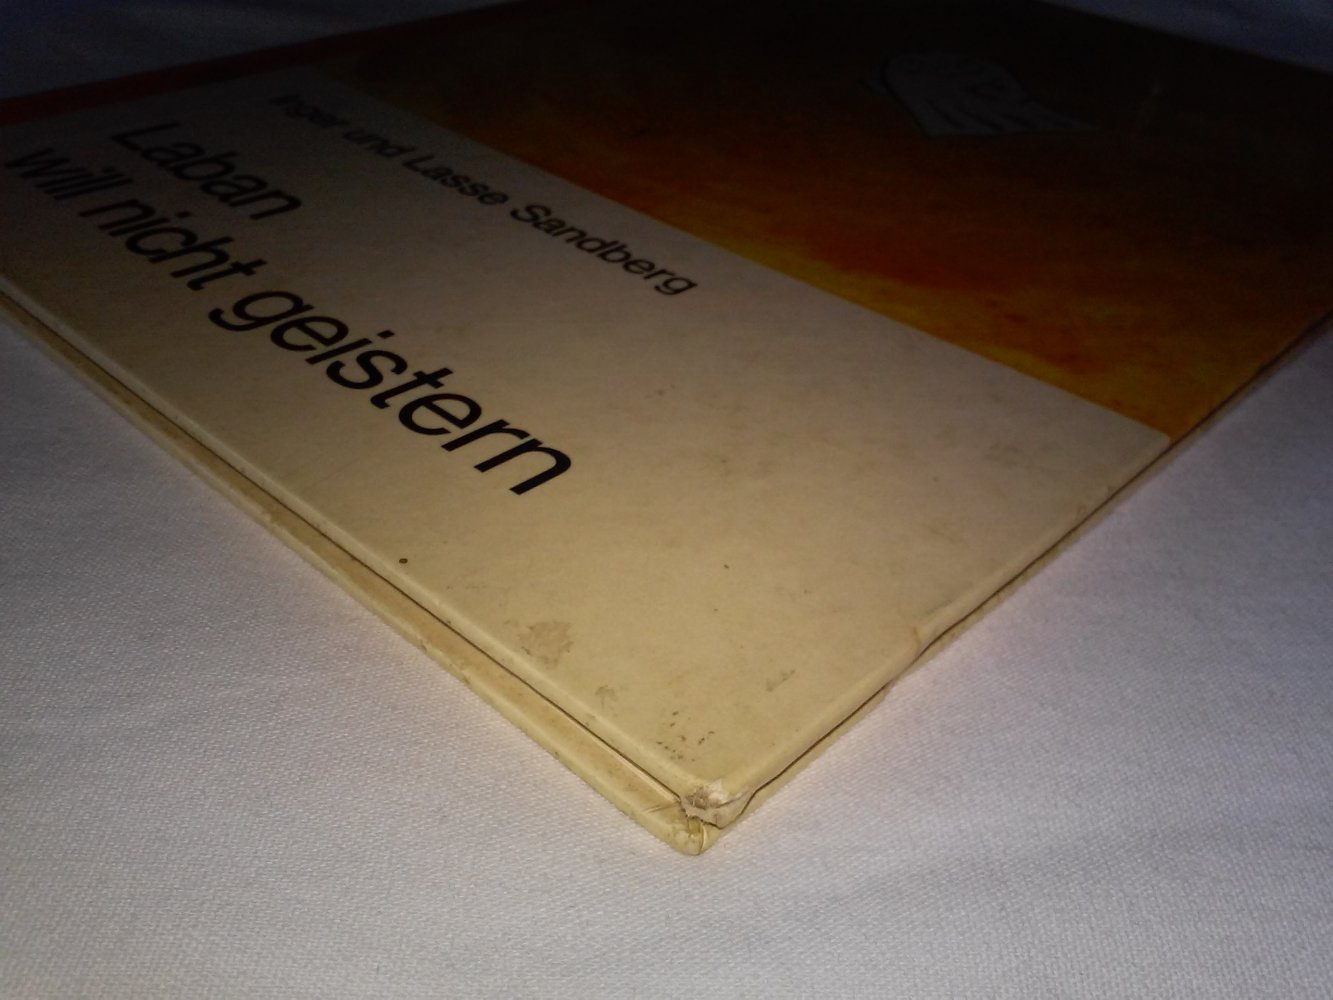 Inger und Lasse Sandberg
Laban
will nicht geistern